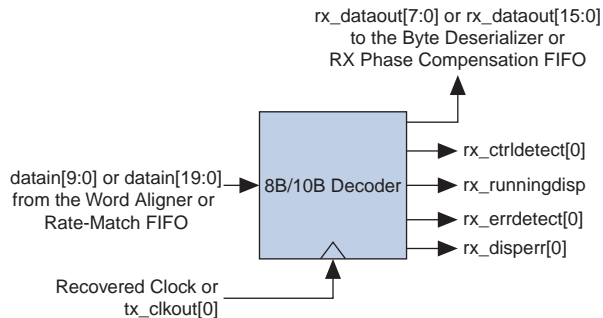 rx_dataout[7:0] or rx_dataout[15:0]
to the Byte Deserializer or
RX Phase Compensation FIFO
rx_ctrldetect[0]
datain[9:0] or datain[19:0]
from the Word Aligner or
Rate-Match FIFO
8B/10B Decoder
rx_runningdisp
rx_errdetect[0]
rx_disperr[0]
Recovered Clock or
tx_clkout[0]